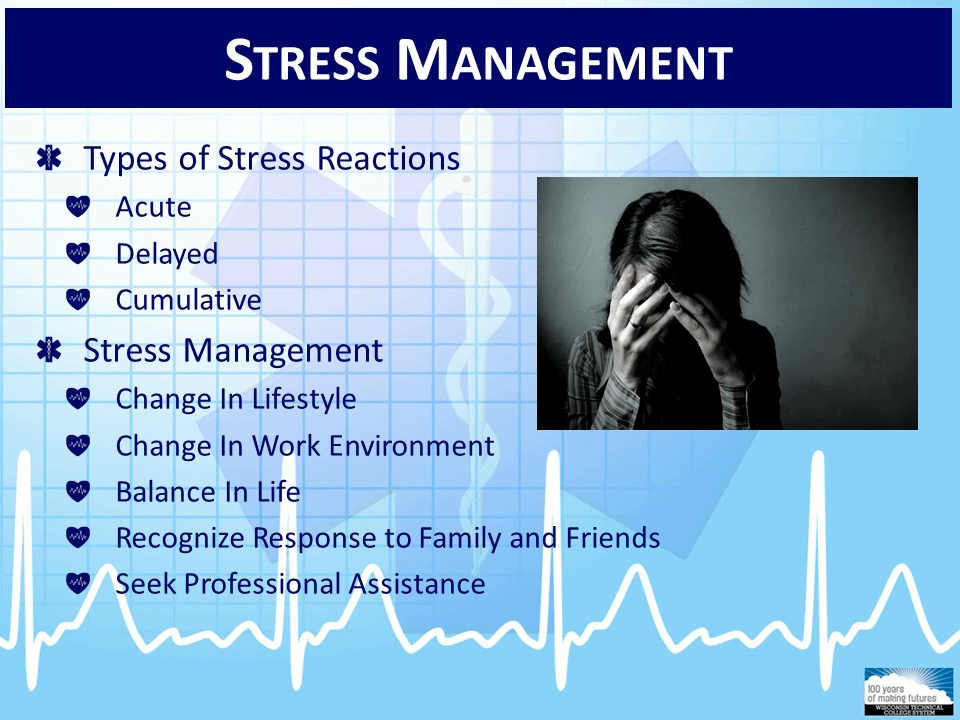 STRESS MANAGEMENT
Types of Stress Reactions
Acute
Delayed
Cumulative
Stress Management
Change In Lifestyle
Change In Work Environment
Balance In Life
Recognize Response to Family and Friends
Seek Professional Assistance
100 years
of making futures
WISCONSIN TECHNICAL
COLLEGE SYSTEM